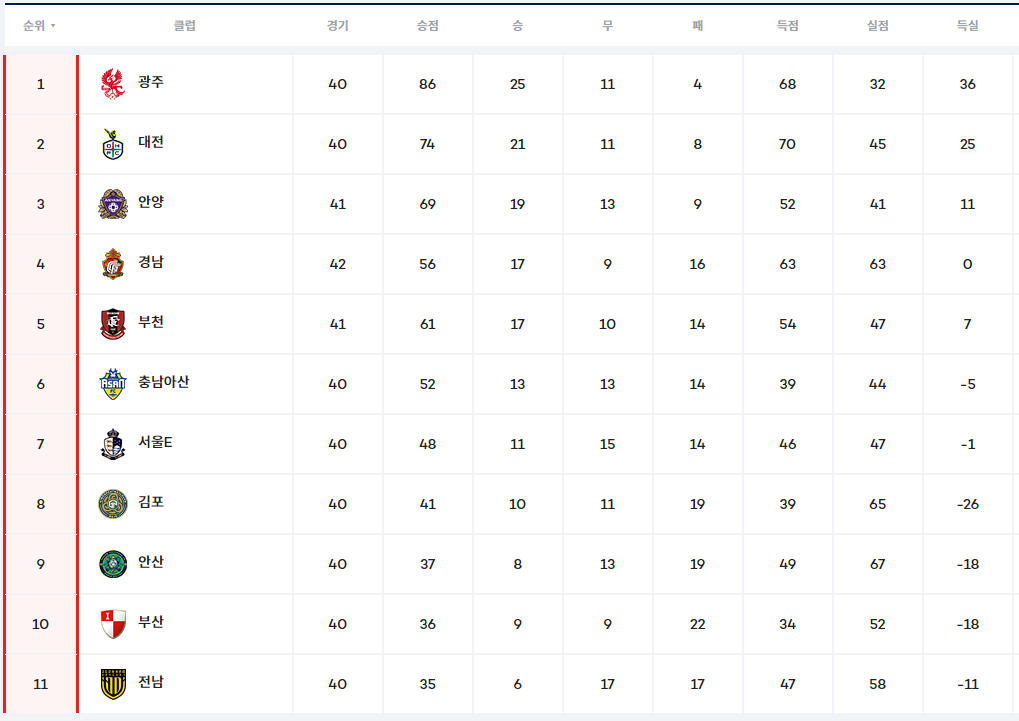 순위 클럽 경기 승점 승 무 패 득점 실점 득실
1 광주 40 86 25 11 4 68 32 36
2 대전 40 74 21 11 8 70 45 25
3 안양 41 69 19 13 9 52 41 11
4 경남 42 56 17 9 16 63 63 0
5 부천 41 61 17 10 14 54 47 7
6 충남아산 40 52 13 13 14 39 44 -5
7 서울E 40 48 11 15 14 46 47 -1
8 김포 40 41 10 11 19 39 65 -26
9 안산 40 37 8 13 19 49 67 -18
10 부산 40 36 9 9 22 34 52 -18
11 전남 40 35 6 17 17 47 58 -11